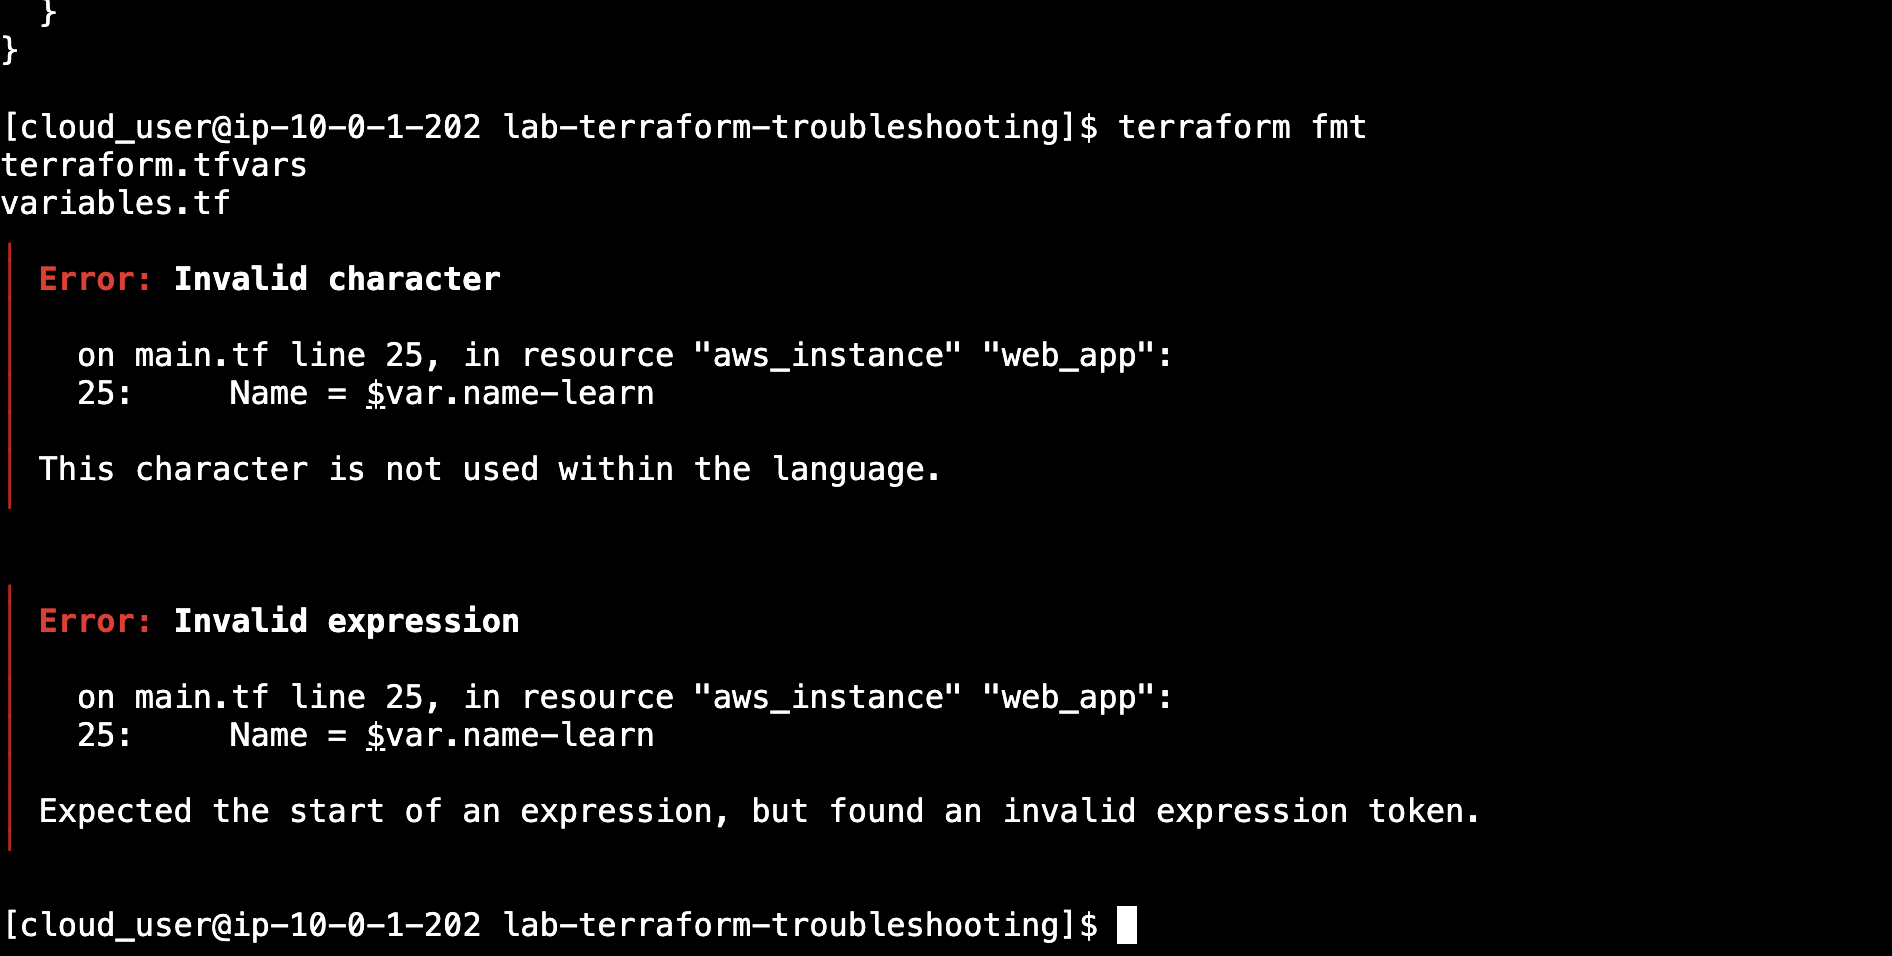 }
}
[cloud_user@ip-10-0-1-202 lab-terraform-troubleshooting]$ terraform fmt
terraform.tfvars
variables.tf
Error: Invalid character
on main.tf line 25, in resource "aws_instance" "web_app":
25:     Name = $var.name-learn
This character is not used within the language.
Error: Invalid expression
on main.tf line 25, in resource "aws_instance" "web_app":
25:     Name = $var.name-learn
Expected the start of an expression, but found an invalid expression token.
[cloud_user@ip-10-0-1-202 lab-terraform-troubleshooting]$